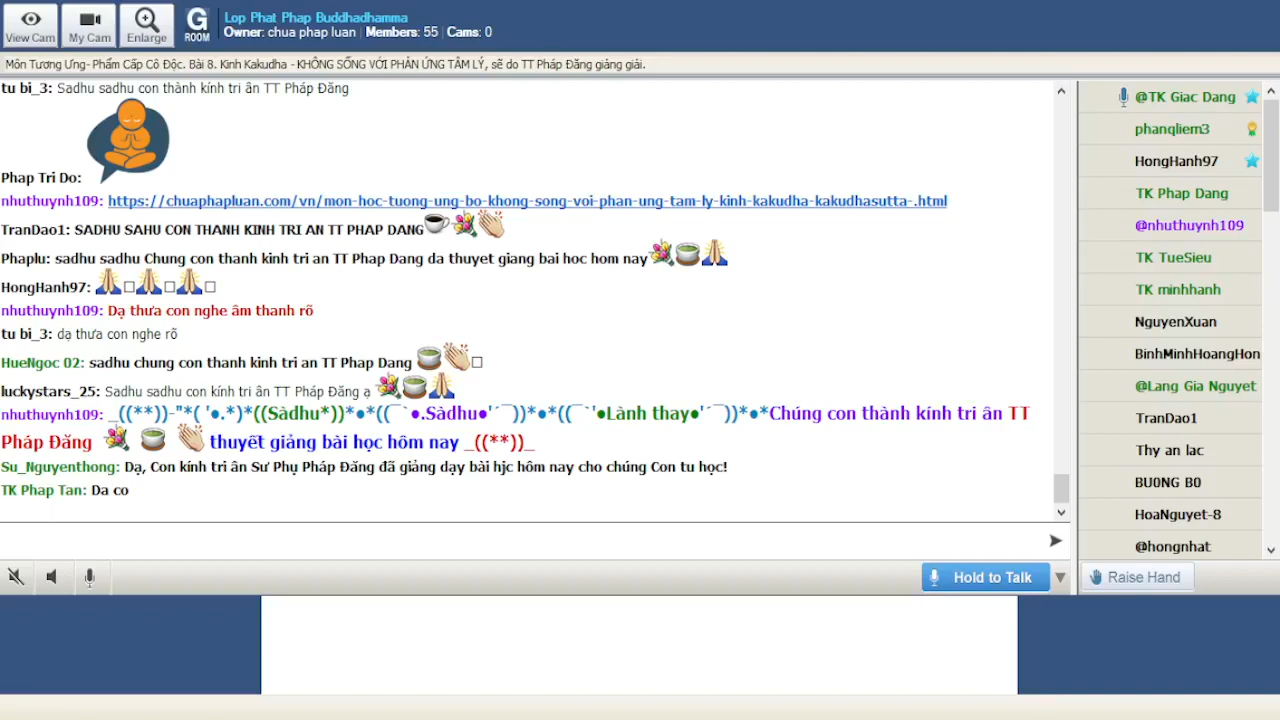 View Cam
My Cam
Enlarge
G
ROOM
Lop Phat Phap Buddhadhamma
Owner: chua phap luan | Members: 55 | Cams: 0
Môn Tương Ưng- Phẩm Cấp Cô Độc. Bài 8. Kinh Kakudha - KHÔNG SỐNG VỚI PHẢN ỨNG TÂM LÝ, sẽ do TT Pháp Đăng giảng giải.
tu bi_3: Sadhu sadhu con thành kính tri ân TT Pháp Đăng
Phap Tri Do:
nhuthuynh109: https://chuaphapluan.com/vn/mon-hoc-tuong-ung-bo-khong-song-voi-phan-ung-tam-ly-kinh-kakudha-kakudhasutta-.html
TranDao1: SADHU SAHU CON THANH KINH TRI AN TT PHAP DANG
Phaplu: sadhu sadhu Chung con thanh kinh tri an TT Phap Dang da thuyet giang bai hoc hom nay
HongHanh97:
nhuthuynh109: Dạ thưa con nghe âm thanh rõ
tu bi_3: dạ thưa con nghe rõ
HueNgoc 02: sadhu chung con thanh kinh tri an TT Phap Dang
luckystars_25: Sadhu sadhu con kính tri ân TT Pháp Đăng ạ
nhuthuynh109: _((**))-"*( '●.*)*((Sàdhu*))*●*((¯`●.Sàdhu●'´¯))*●*((¯`'●Lành thay●'´¯))*●*Chúng con thành kính tri ân TT
Pháp Đăng thuyết giảng bài học hôm nay _((**))_
Su_Nguyenthong: Dạ, Con kính tri ân Sư Phụ Pháp Đăng đã giảng dạy bài hjc hôm nay cho chúng Con tu học!
TK Phap Tan: Da co
Hold to Talk
@TK Giac Dang
phanqliem3
HongHanh97
TK Phap Dang
@nhuthuynh109
TK TueSieu
TK minhhanh
NguyenXuan
BinhMinhHoangHon
@Lang Gia Nguyet
TranDao1
Thy an lac
BU0NG B0
HoaNguyet-8
@hongnhat
Raise Hand